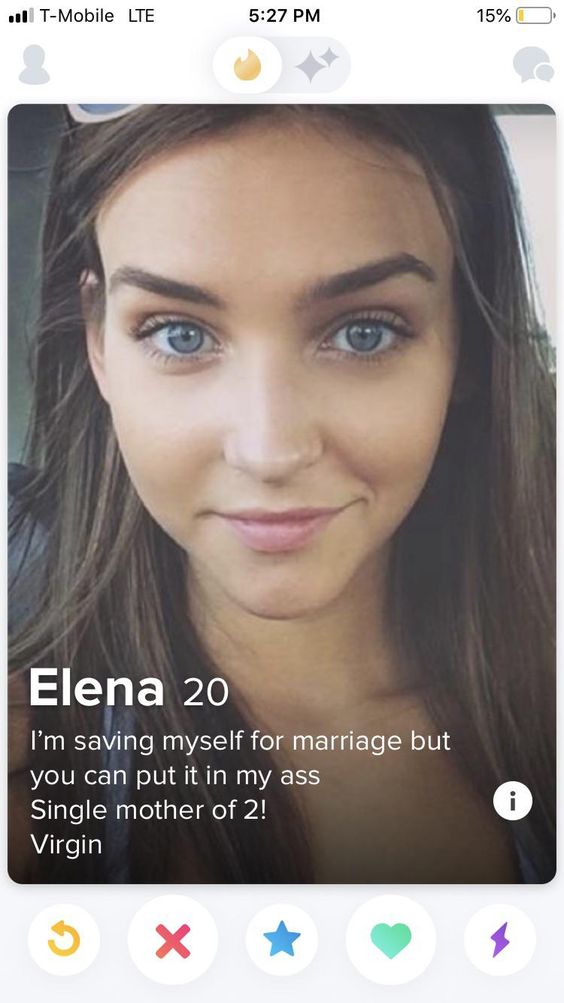 T-Mobile LTE 5:27 PM 15%
Elena 20
I'm saving myself for marriage but
you can put it in my ass
Single mother of 2!
Virgin